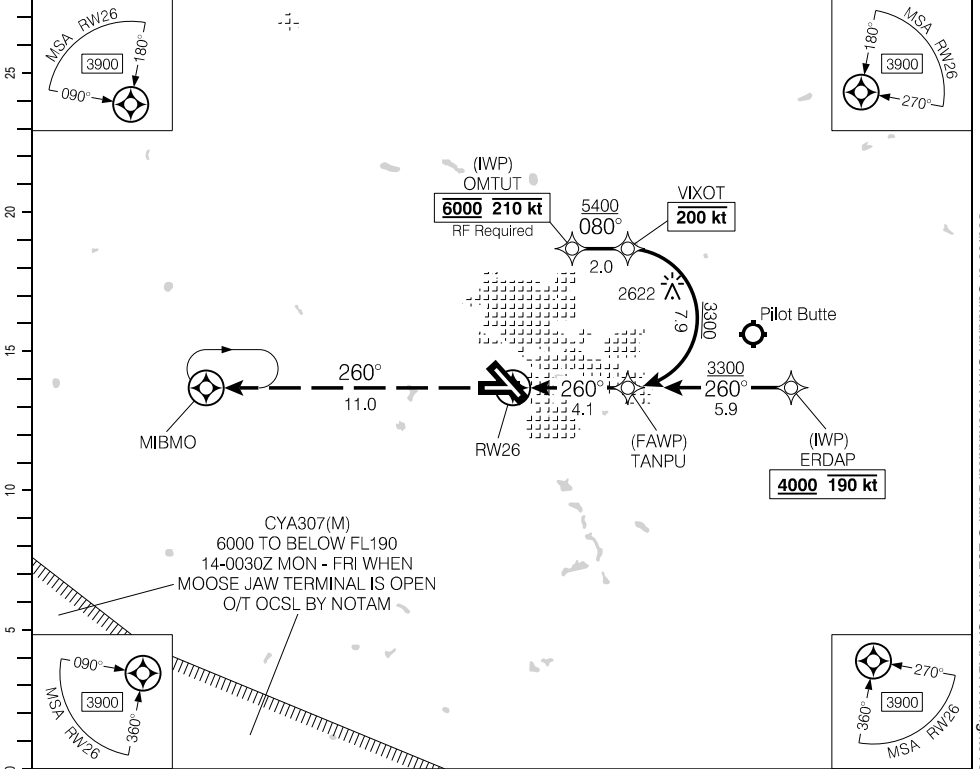 MSA RW26
180°
3900
090°
MSA RW26
180°
3900
270°
25
20
15
10
5
0
(IWP)
OMTUT
6000 210 kt
RF Required
5400
080°
2.0
VIXOT
200 kt
2622
7.9
3300
Pilot Butte
260°
11.0
MIBMO
RW26
260°
4.1
(FAWP)
TANPU
3300
260°
5.9
(IWP)
ERDAP
4000 190 kt
CYA307(M)
6000 TO BELOW FL190
14-0030Z MON - FRI WHEN
MOOSE JAW TERMINAL IS OPEN
O/T OCSL BY NOTAM
090°
3900
360°
MSA RW26
270°
3900
360°
MSA RW26